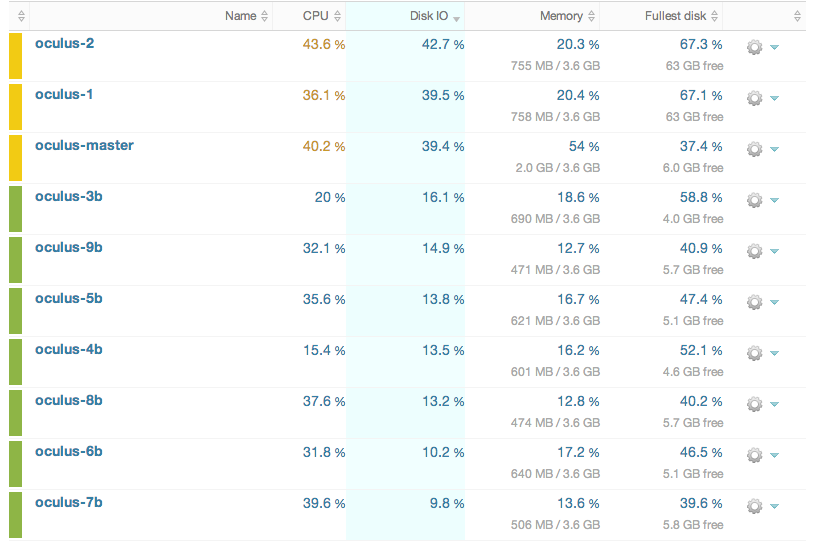 Name CPU Disk IO Memory Fullest disk
oculus-2 43.6 % 42.7 % 20.3 % 67.3 %
755 MB / 3.6 GB 63 GB free
oculus-1 36.1 % 39.5 % 20.4 % 67.1 %
758 MB / 3.6 GB 63 GB free
oculus-master 40.2 % 39.4 % 54 % 37.4 %
2.0 GB / 3.6 GB 6.0 GB free
oculus-3b 20 % 16.1 % 18.6 % 58.8 %
690 MB / 3.6 GB 4.0 GB free
oculus-9b 32.1 % 14.9 % 12.7 % 40.9 %
471 MB / 3.6 GB 5.7 GB free
oculus-5b 35.6 % 13.8 % 16.7 % 47.4 %
621 MB / 3.6 GB 5.1 GB free
oculus-4b 15.4 % 13.5 % 16.2 % 52.1 %
601 MB / 3.6 GB 4.6 GB free
oculus-8b 37.6 % 13.2 % 12.8 % 40.2 %
474 MB / 3.6 GB 5.7 GB free
oculus-6b 31.8 % 10.2 % 17.2 % 46.5 %
640 MB / 3.6 GB 5.1 GB free
oculus-7b 39.6 % 9.8 % 13.6 % 39.6 %
506 MB / 3.6 GB 5.8 GB free